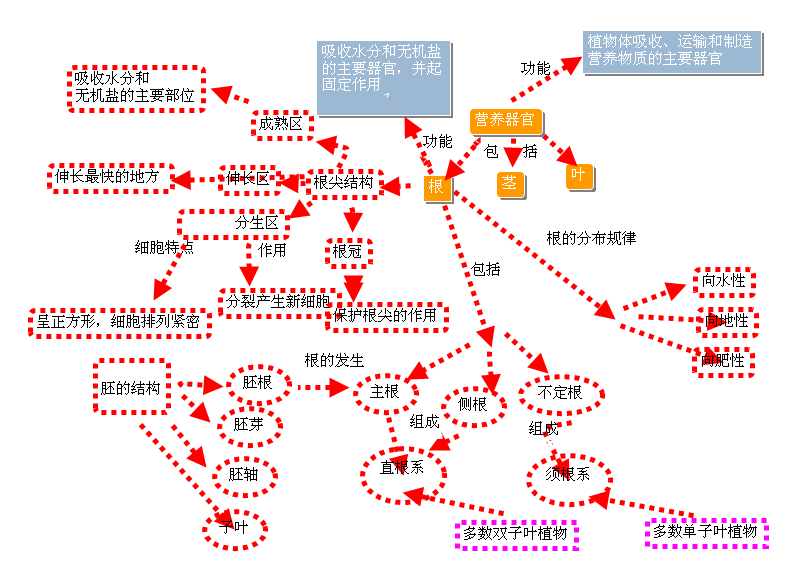 吸收水分和无机盐
的主要器官，并起
固定作用
植物体吸收、运输和制造
营养物质的主要器官
功能
吸收水分和
无机盐的主要部位
成熟区
营养器官
功能
包
括
伸长最快的地方
伸长区
根尖结构
根
茎
叶
分生区
细胞特点
作用
根冠
根的分布规律
包括
向水性
分裂产生新细胞
呈正方形，细胞排列紧密
保护根尖的作用
向地性
向肥性
根的发生
胚的结构
胚根
主根
侧根
不定根
胚芽
组成
组成
胚轴
直根系
须根系
子叶
多数双子叶植物
多数单子叶植物